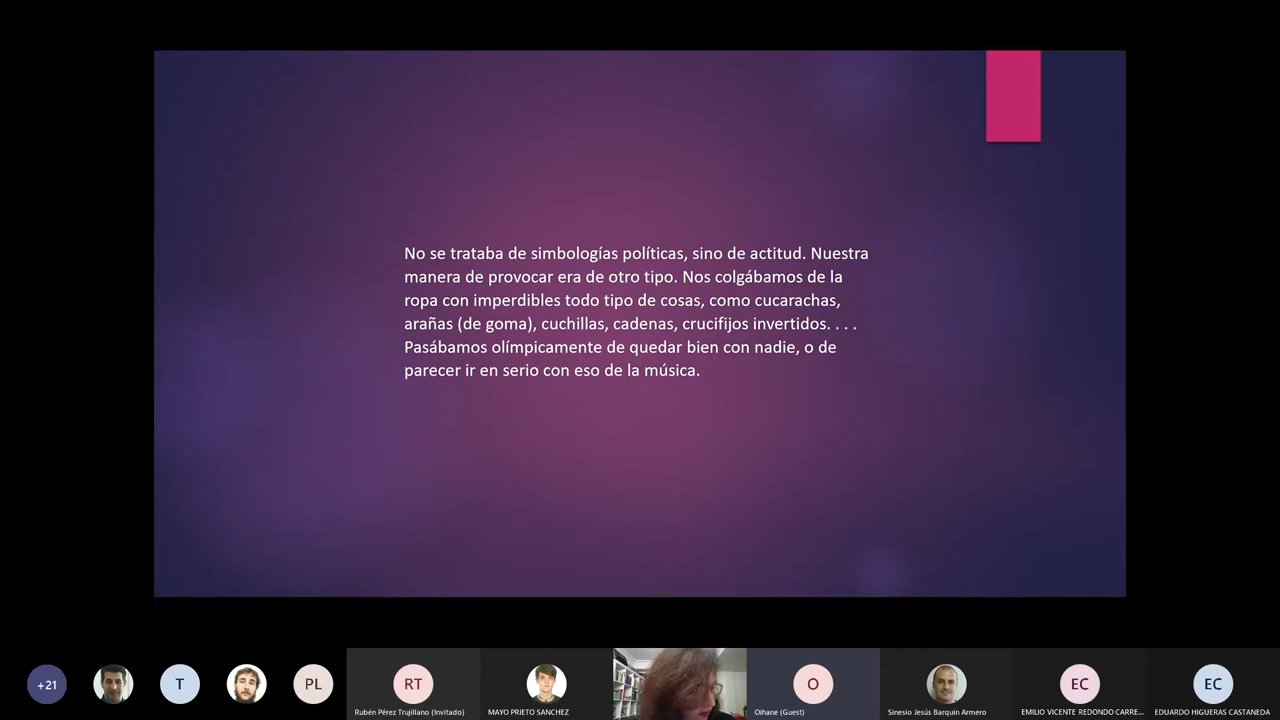 No se trataba de simbologías políticas, sino de actitud. Nuestra
manera de provocar era de otro tipo. Nos colgábamos de la
ropa con imperdibles todo tipo de cosas, como cucarachas,
arañas (de goma), cuchillas, cadenas, crucifijos invertidos. . . .
Pasábamos olímpicamente de quedar bien con nadie, o de
parecer ir en serio con eso de la música.
+21
T
PL
RT
Rubén Pérez Trujillano (Invitado)
MAYO PRIETO SANCHEZ
O
Oihane (Guest)
Sinesio Jesús Barquin Armero
EC
EMILIO VICENTE REDONDO CARRE...
EC
EDUARDO HIGUERAS CASTAÑEDA